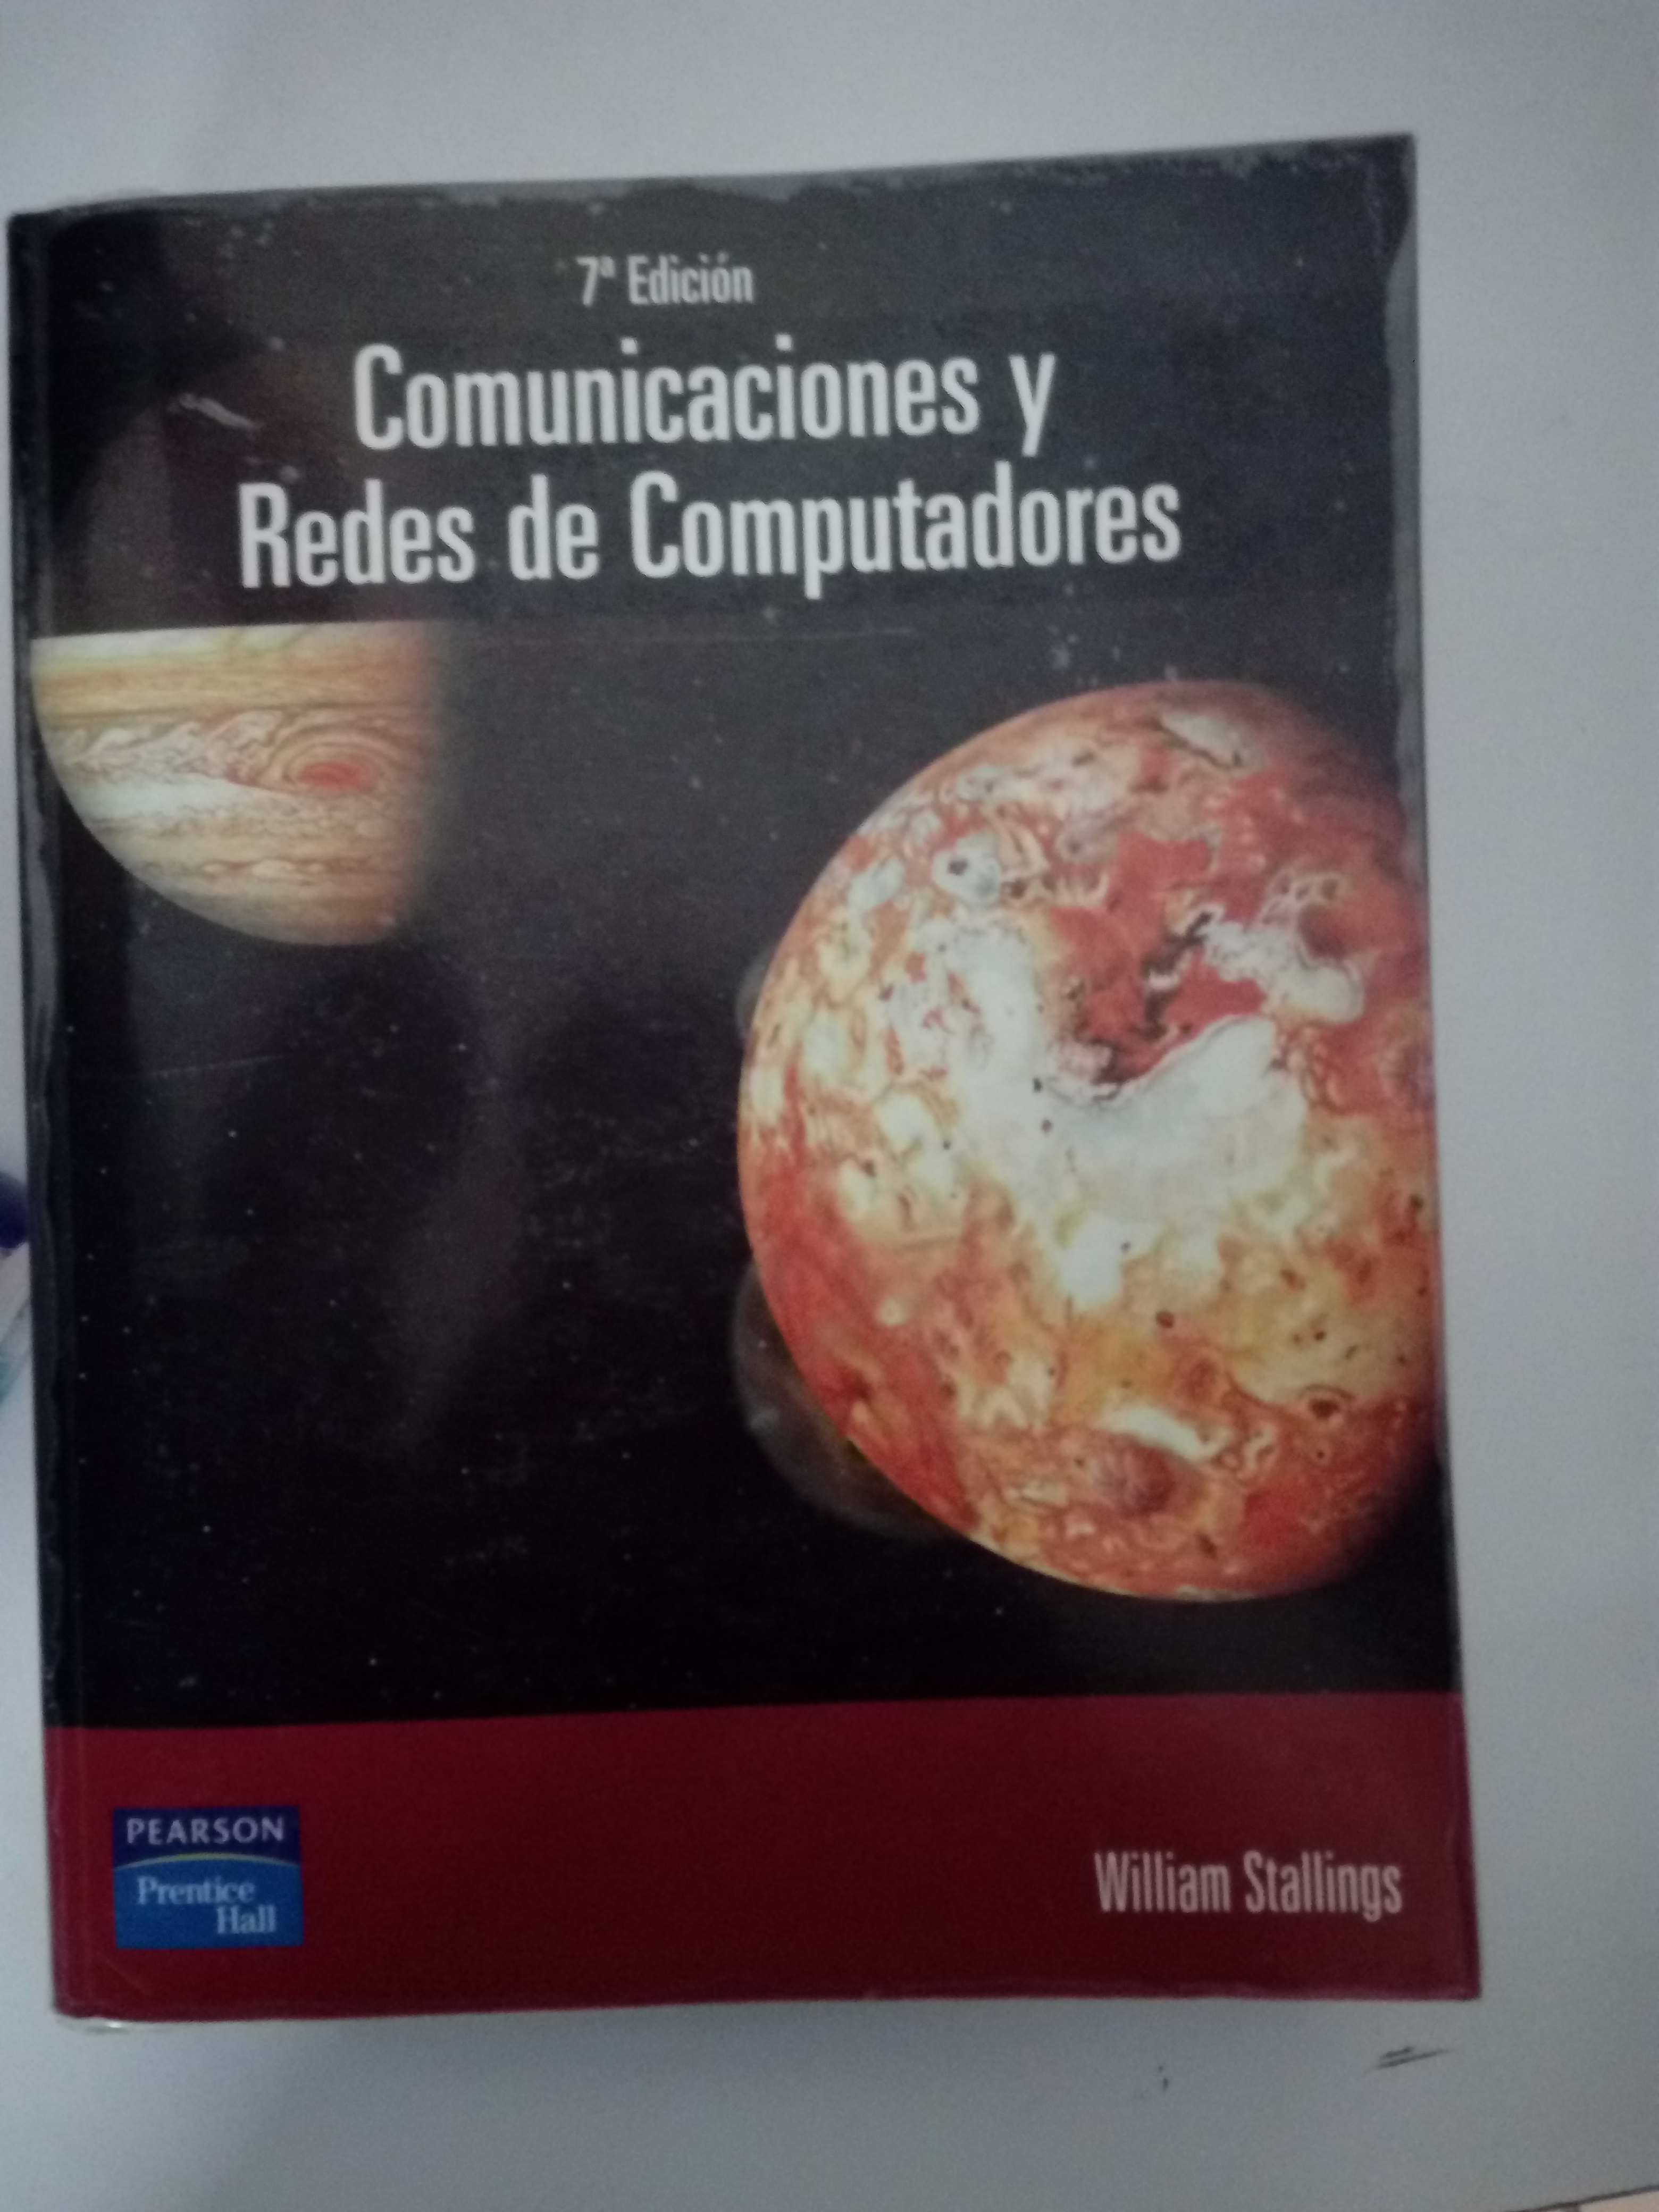 7ª Edición
Comunicaciones y
Redes de Computadores
PEARSON
Prentice
Hall
William Stallings